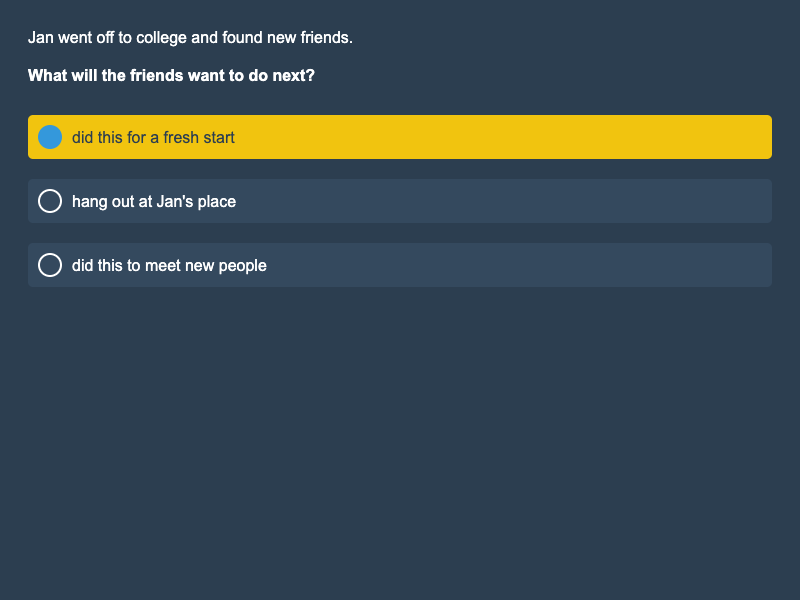 Jan went off to college and found new friends.
What will the friends want to do next?
did this for a fresh start
hang out at Jan's place
did this to meet new people